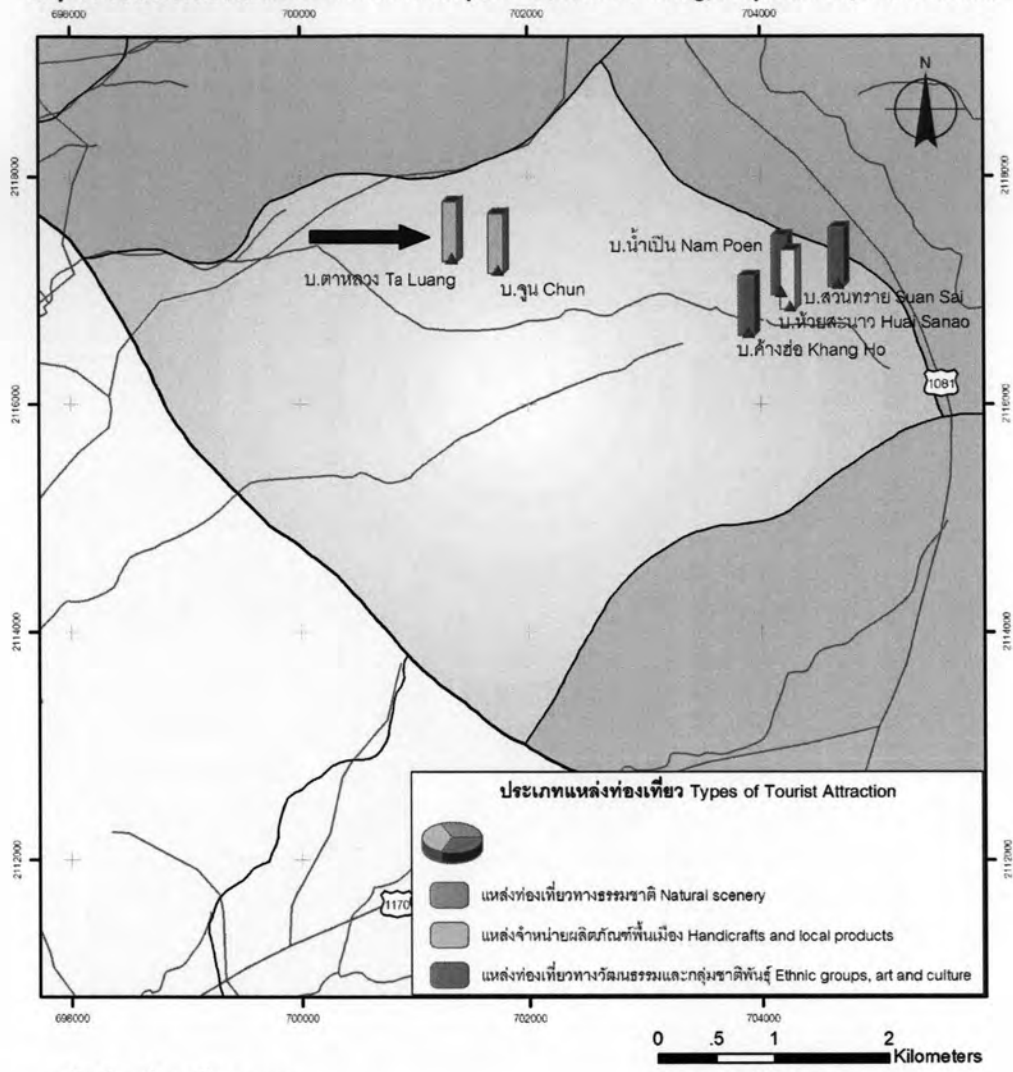 698000 700000 702000 704000
N
2118000 2118000
บ.น้ำเปิน Nam Poen
บ.ตาหลวง Ta Luang
บ.จูน Chun
บ.สวนทราย Suan Sai
บ.ห้วยสะนาว Huai Sanao
บ.ค้างฮ่อ Khang Ho
1081
2116000 2116000
2114000 2114000
ประเภทแหล่งท่องเที่ยว Types of Tourist Attraction
2112000 2112000
แหล่งท่องเที่ยวทางธรรมชาติ Natural scenery
1170
แหล่งจำหน่ายผลิตภัณฑ์พื้นเมือง Handicrafts and local products
แหล่งท่องเที่ยวทางวัฒนธรรมและกลุ่มชาติพันธุ์ Ethnic groups, art and culture
698000 700000 702000 704000
0 .5 1 2
Kilometers